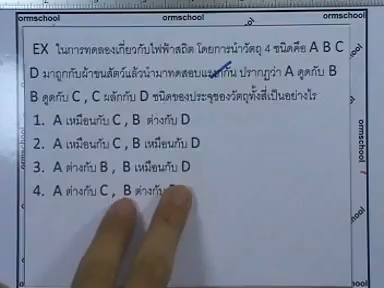 ormschool ormschool ormschool
EX ในการทดลองเกี่ยวกับไฟฟ้าสถิต โดยการนำวัตถุ 4 ชนิดคือ A B C
D มาถูกับผ้าขนสัตว์แล้วนำมาทดสอบแรงกัน ปรากฏว่า A ดูดกับ B
B ดูดกับ C , C ผลักกับ D ชนิดของประจุของวัตถุทั้งสี่เป็นอย่างไร
1. A เหมือนกับ C , B ต่างกับ D
2. A เหมือนกับ C , B เหมือนกับ D
3. A ต่างกับ B , B เหมือนกับ D
4. A ต่างกับ C , B ต่างกับ